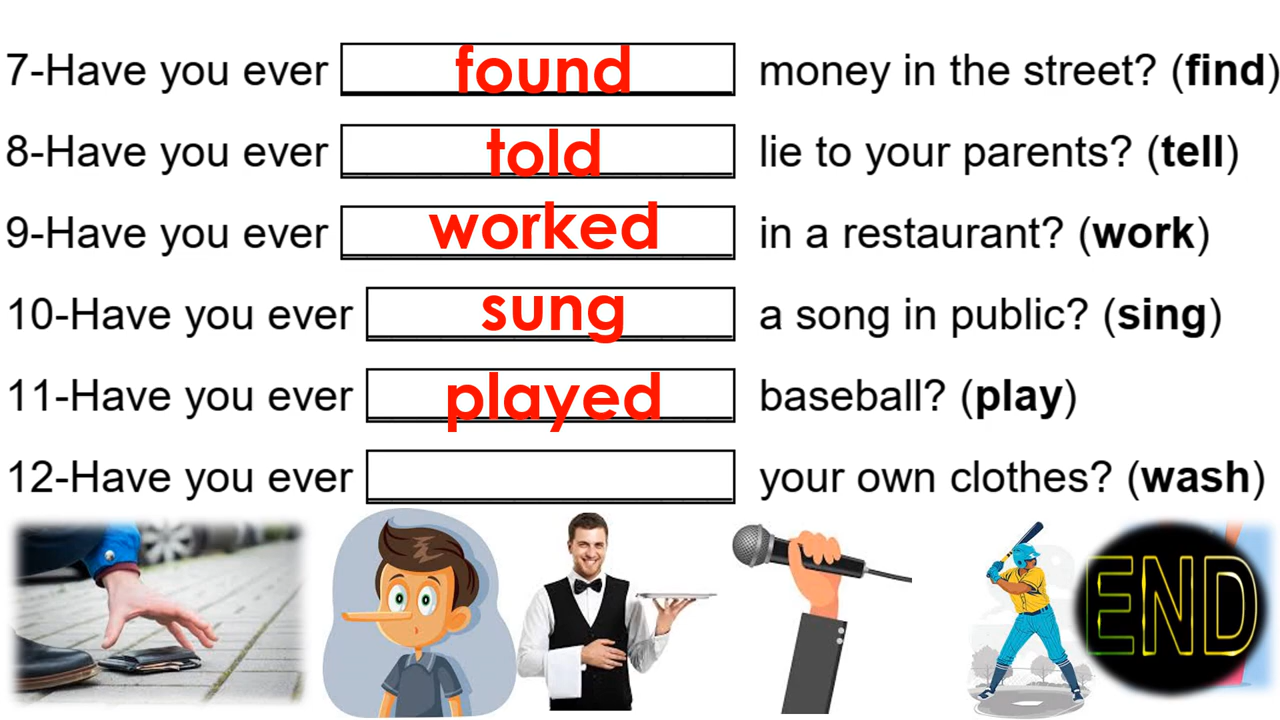 7-Have you ever found money in the street? (find)
8-Have you ever told lie to your parents? (tell)
9-Have you ever worked in a restaurant? (work)
10-Have you ever sung a song in public? (sing)
11-Have you ever played baseball? (play)
12-Have you ever your own clothes? (wash)
END